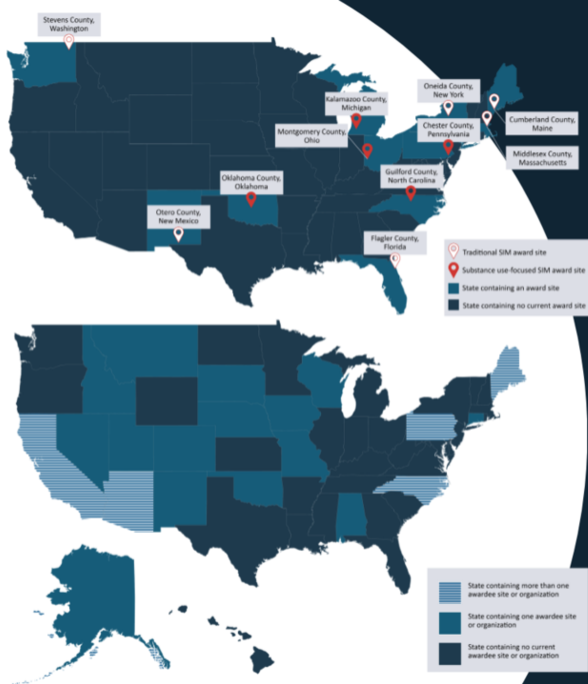 Stevens County,
Washington
Oneida County,
New York
Kalamazoo County,
Michigan
Cumberland County,
Maine
Montgomery County,
Ohio
Chester County,
Pennsylvania
Middlesex County,
Massachusetts
Guilford County,
North Carolina
Oklahoma County,
Oklahoma
Otero County,
New Mexico
Flagler County,
Florida
Traditional SIM award site
Substance use-focused SIM award site
State containing an award site
State containing no current award site
State containing more than one
awardee site or organization
State containing one awardee site
or organization
State containing no current
awardee site or organization